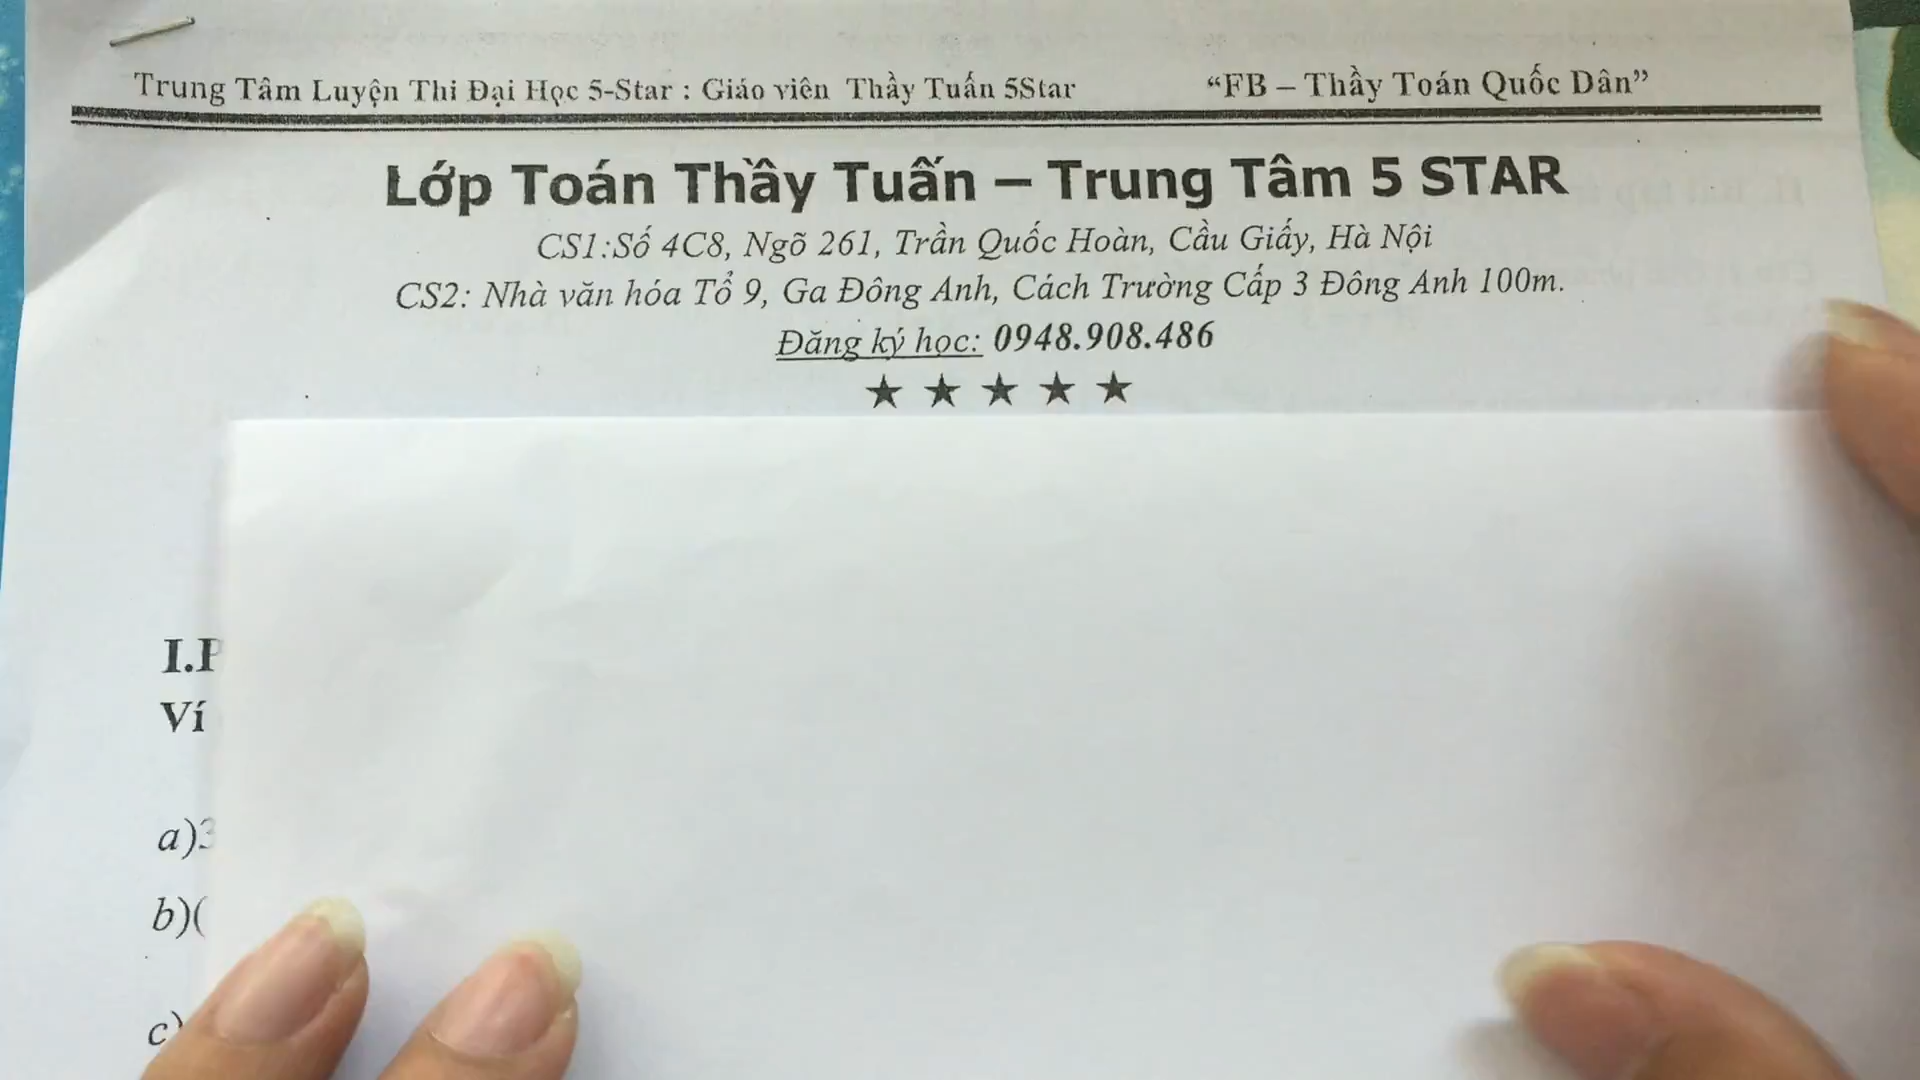 Trung Tâm Luyện Thi Đại Học 5-Star : Giáo viên Thầy Tuấn 5Star “FB – Thầy Toán Quốc Dân”
Lớp Toán Thầy Tuấn – Trung Tâm 5 STAR
CS1:Số 4C8, Ngõ 261, Trần Quốc Hoàn, Cầu Giấy, Hà Nội
CS2: Nhà văn hóa Tổ 9, Ga Đông Anh, Cách Trường Cấp 3 Đông Anh 100m.
Đăng ký học: 0948.908.486
★ ★ ★ ★ ★
I.
Ví
a)3
b)(
c)